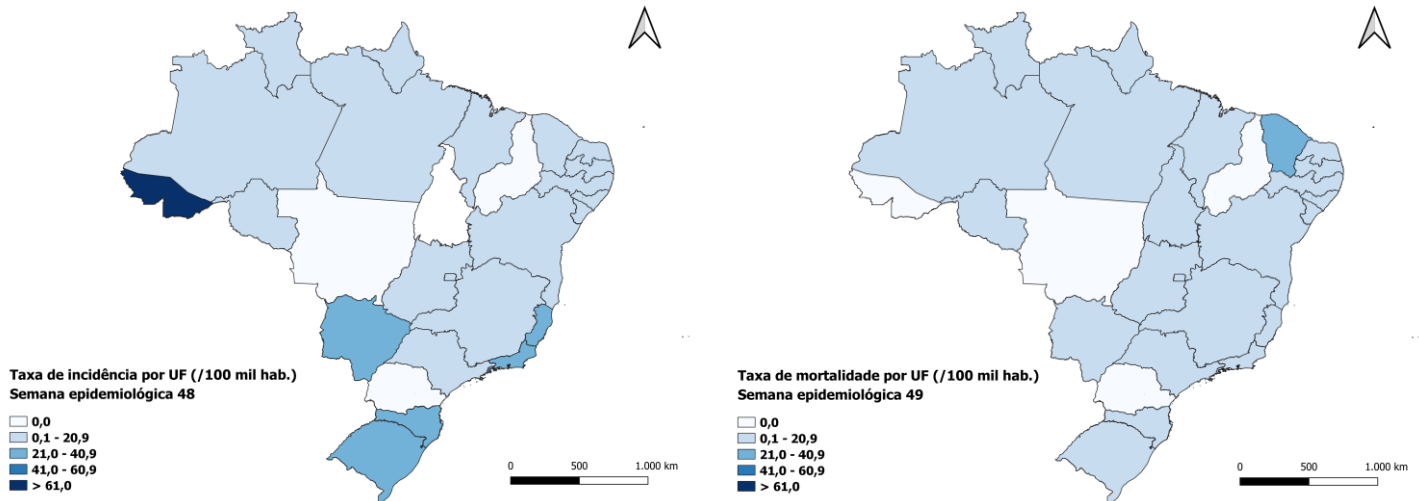 Taxa de incidência por UF (/100 mil hab.)
Semana epidemiológica 48
0,0
0,1 - 20,9
21,0 - 40,9
41,0 - 60,9
> 61,0
0 500 1.000 km
Taxa de mortalidade por UF (/100 mil hab.)
Semana epidemiológica 49
0,0
0,1 - 20,9
21,0 - 40,9
41,0 - 60,9
> 61,0
0 500 1.000 km